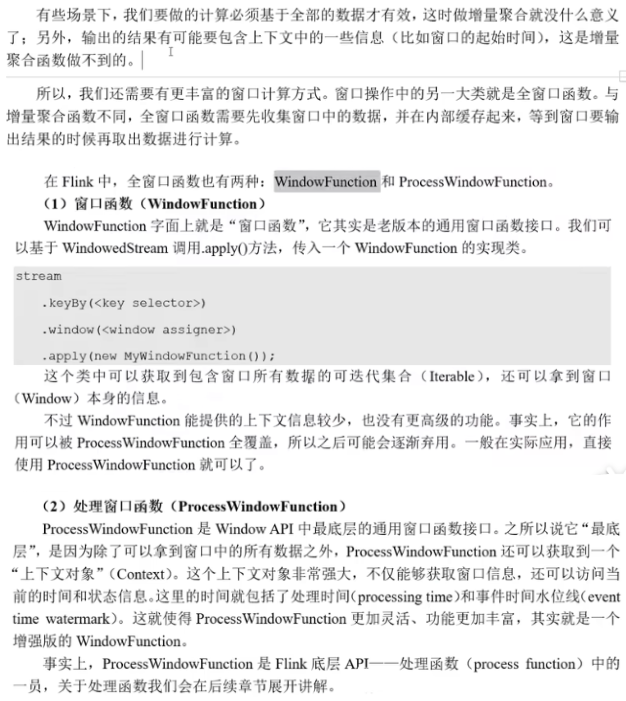 有些场景下，我们要做的计算必须基于全部的数据才有效，这时做增量聚合就没什么意义
了；另外，输出的结果有可能要包含上下文中的一些信息（比如窗口的起始时间），这是增量
聚合函数做不到的。
所以，我们还需要有更丰富的窗口计算方式。窗口操作中的另一大类就是全窗口函数。与
增量聚合函数不同，全窗口函数需要先收集窗口中的数据，并在内部缓存起来，等到窗口要输
出结果的时候再取出数据进行计算。
在 Flink 中，全窗口函数也有两种：WindowFunction 和 ProcessWindowFunction。
（1）窗口函数（WindowFunction）
WindowFunction 字面上就是“窗口函数”，它其实是老版本的通用窗口函数接口。我们可
以基于 WindowedStream 调用.apply()方法，传入一个 WindowFunction 的实现类。
stream
.keyBy(<key selector>)
.window(<window assigner>)
.apply(new MyWindowFunction());
这个类中可以获取到包含窗口所有数据的可迭代集合（Iterable），还可以拿到窗口
（Window）本身的信息。
不过 WindowFunction 能提供的上下文信息较少，也没有更高级的功能。事实上，它的作
用可以被 ProcessWindowFunction 全覆盖，所以之后可能会逐渐弃用。一般在实际应用，直接
使用 ProcessWindowFunction 就可以了。
（2）处理窗口函数（ProcessWindowFunction）
ProcessWindowFunction 是 Window API 中最底层的通用窗口函数接口。之所以说它“最底
层”，是因为除了可以拿到窗口中的所有数据之外，ProcessWindowFunction 还可以获取到一个
“上下文对象”（Context）。这个上下文对象非常强大，不仅能够获取窗口信息，还可以访问当
前的时间和状态信息。这里的时间就包括了处理时间（processing time）和事件时间水位线（event
time watermark）。这就使得 ProcessWindowFunction 更加灵活、功能更加丰富，其实就是一个
增强版的 WindowFunction。
事实上，ProcessWindowFunction 是 Flink 底层 API——处理函数（process function）中的
一员，关于处理函数我们会在后续章节展开讲解。